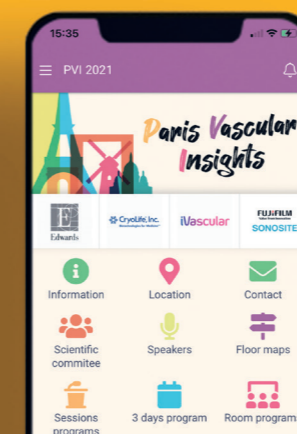 15:35
PVI 2021
Paris Vascular
Insights
Edwards
CryoLife, Inc.
iVascular
FUJIFILM
SONOSITE
Information
Location
Contact
Scientific
commitee
Speakers
Floor maps
Sessions
programs
3 days program
Room program